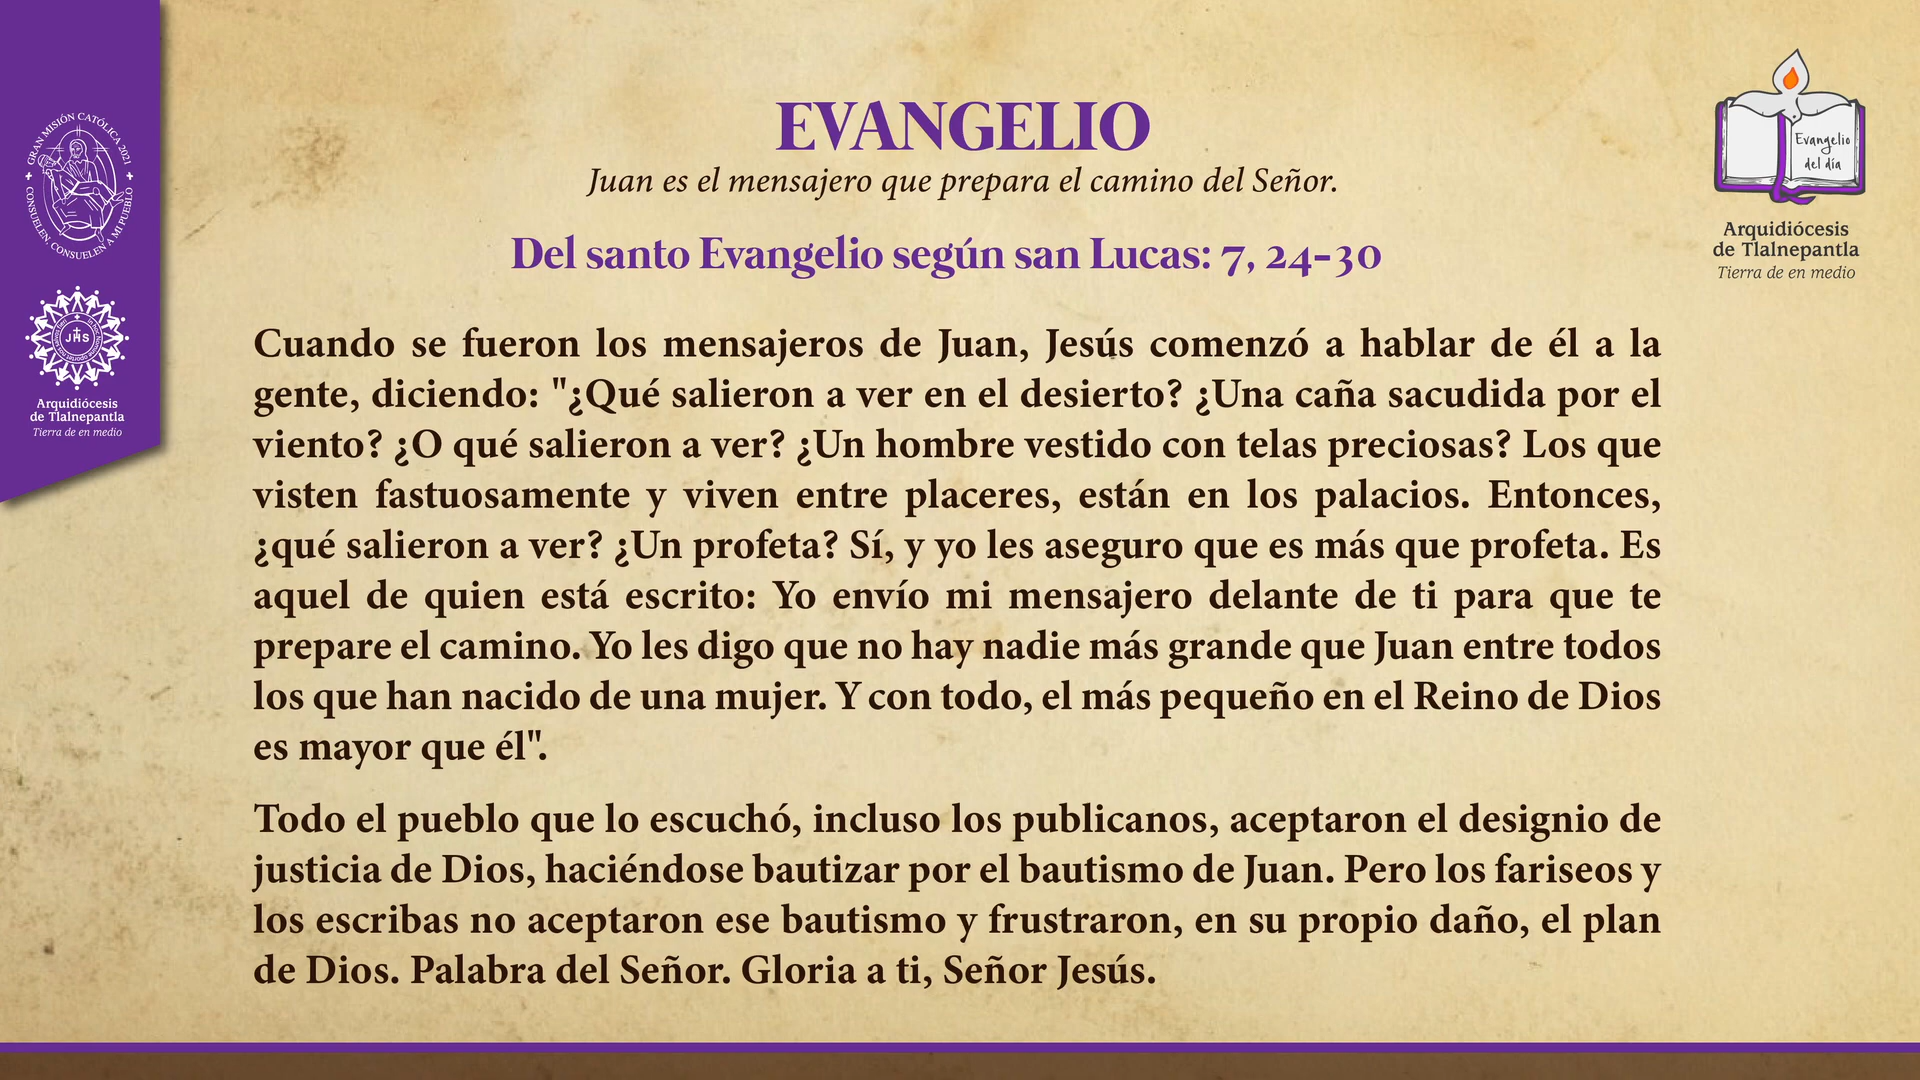 GRAN MISIÓN CATÓLICA 2021
CONSUELEN, CONSUELEN A MI PUEBLO
JHS
Arquidiócesis
de Tlalnepantla
Tierra de en medio
EVANGELIO
Juan es el mensajero que prepara el camino del Señor.
Del santo Evangelio según san Lucas: 7, 24-30
Evangelio
del día
Arquidiócesis
de Tlalnepantla
Tierra de en medio
Cuando se fueron los mensajeros de Juan, Jesús comenzó a hablar de él a la
gente, diciendo: "¿Qué salieron a ver en el desierto? ¿Una caña sacudida por el
viento? ¿O qué salieron a ver? ¿Un hombre vestido con telas preciosas? Los que
visten fastuosamente y viven entre placeres, están en los palacios. Entonces,
¿qué salieron a ver? ¿Un profeta? Sí, y yo les aseguro que es más que profeta. Es
aquel de quien está escrito: Yo envío mi mensajero delante de ti para que te
prepare el camino. Yo les digo que no hay nadie más grande que Juan entre todos
los que han nacido de una mujer. Y con todo, el más pequeño en el Reino de Dios
es mayor que él".
Todo el pueblo que lo escuchó, incluso los publicanos, aceptaron el designio de
justicia de Dios, haciéndose bautizar por el bautismo de Juan. Pero los fariseos y
los escribas no aceptaron ese bautismo y frustraron, en su propio daño, el plan
de Dios. Palabra del Señor. Gloria a ti, Señor Jesús.